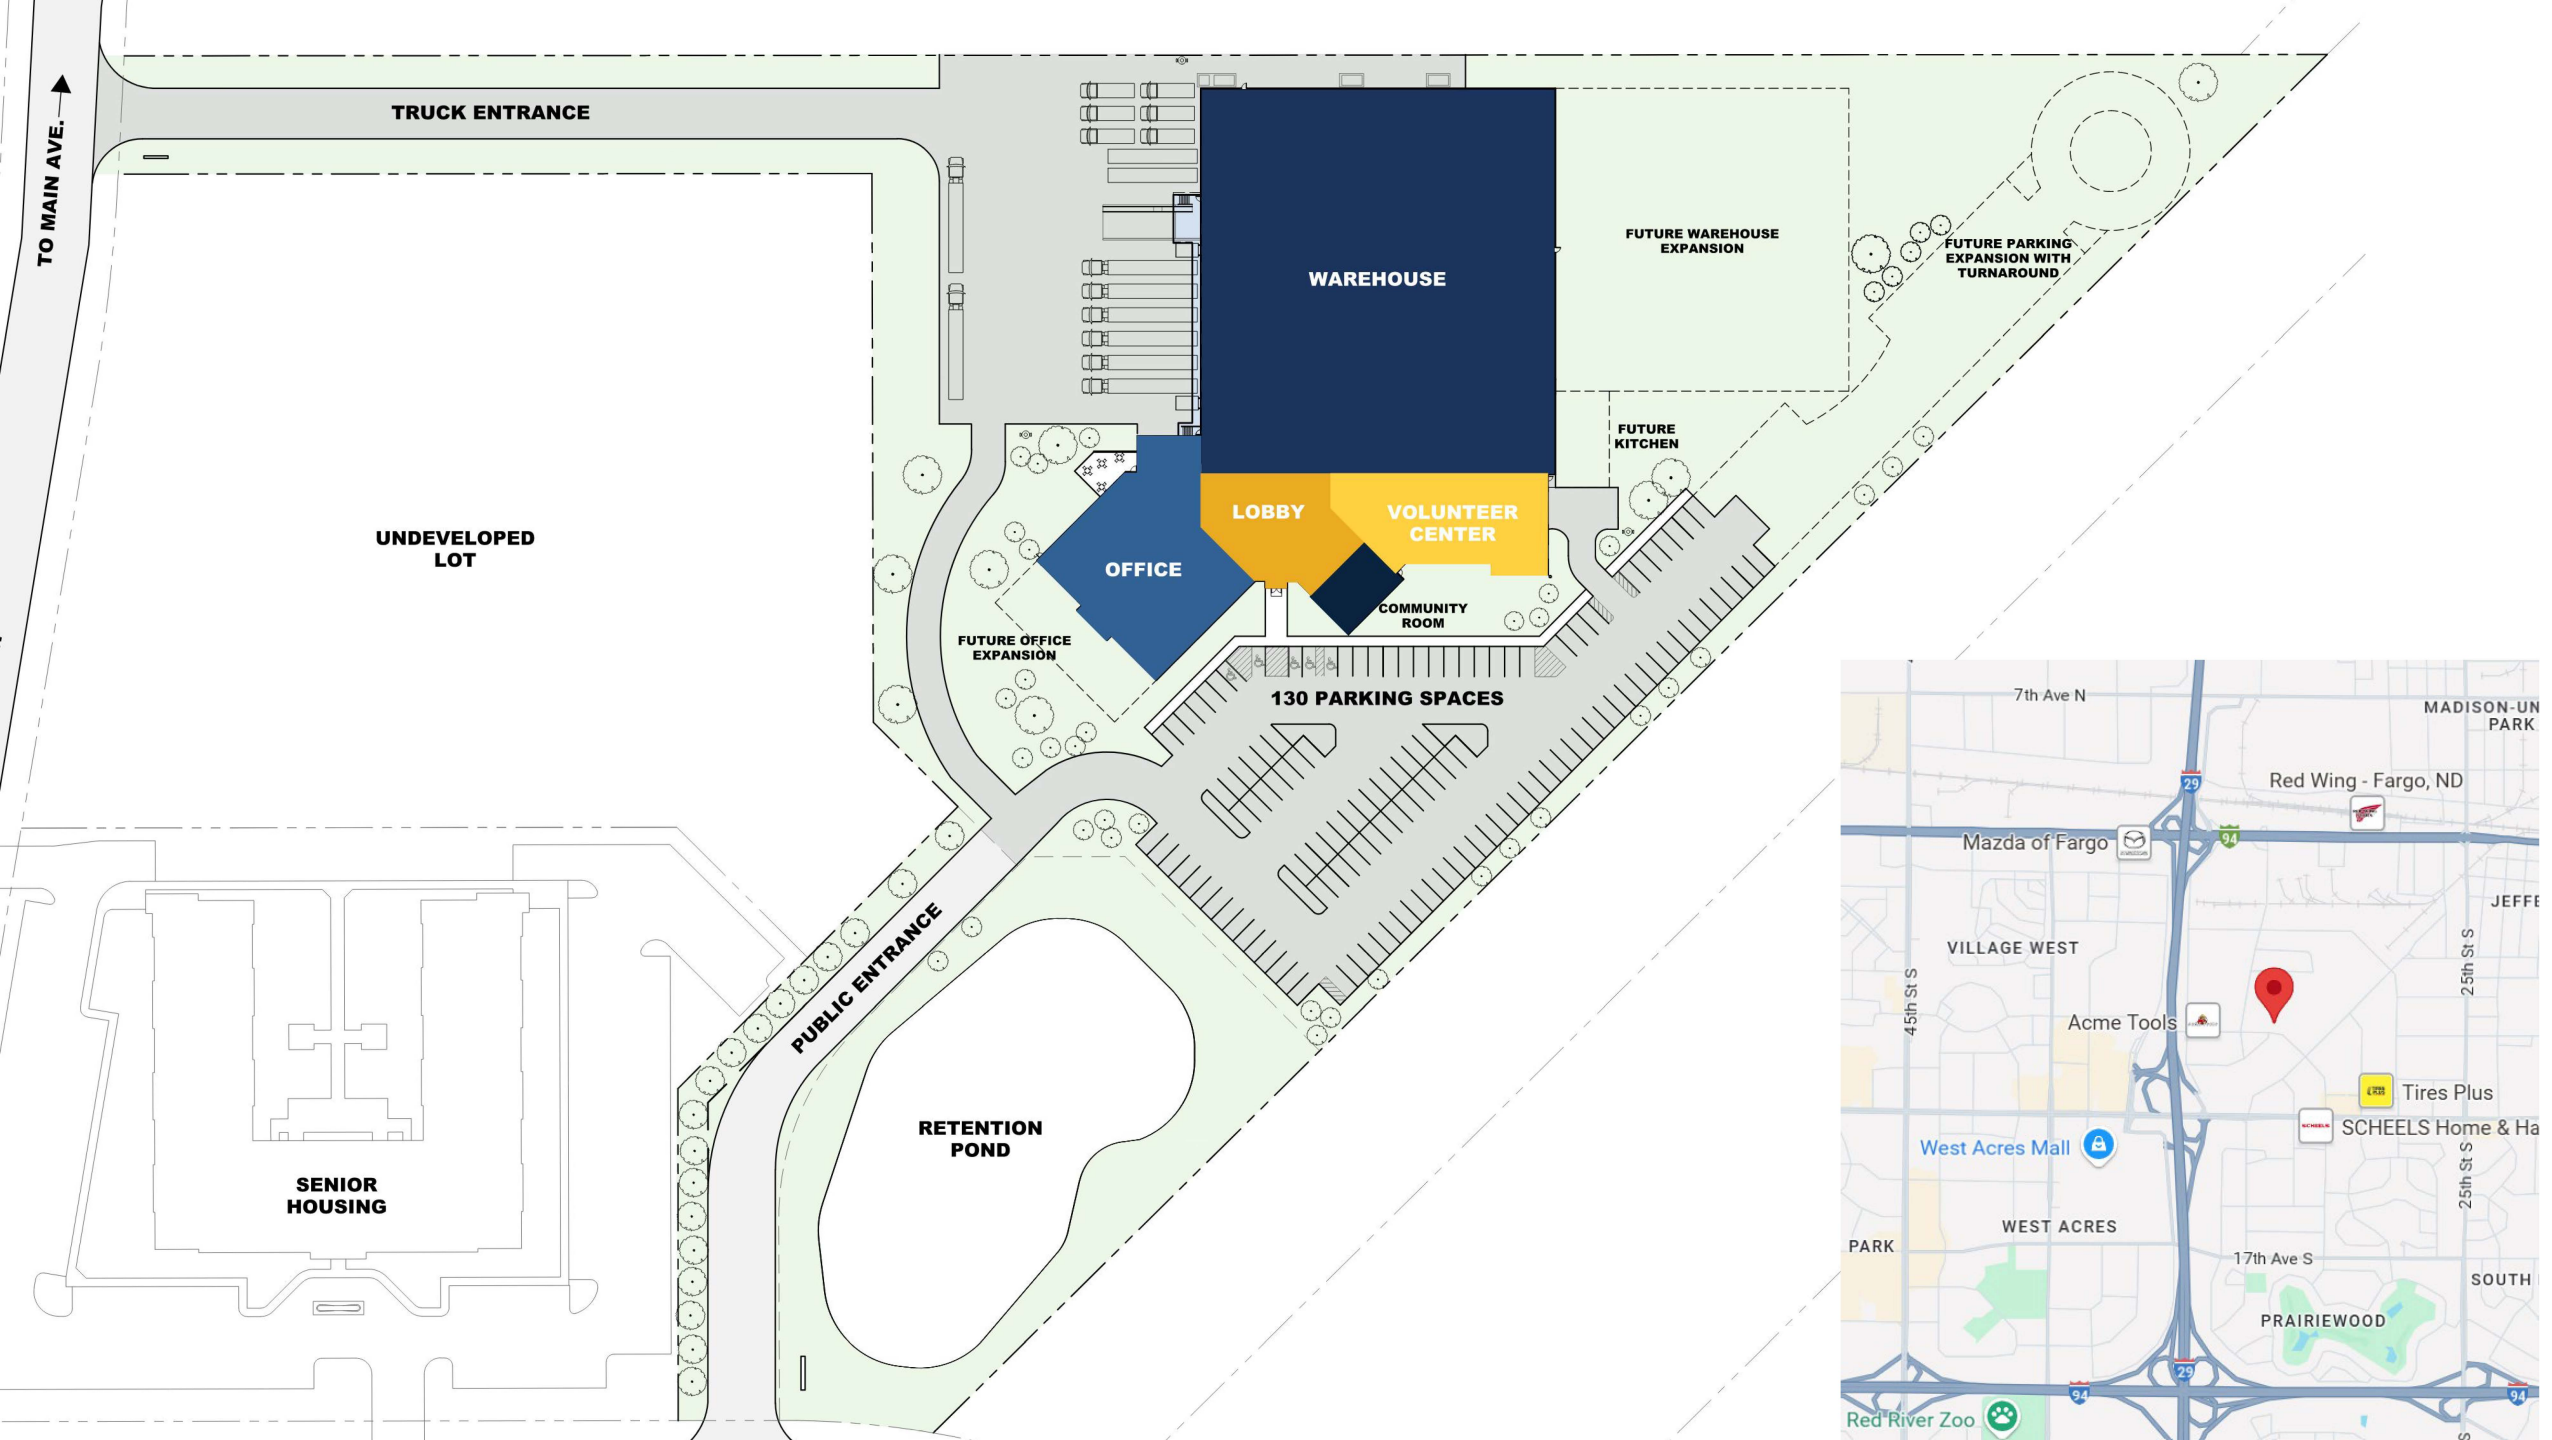 TRUCK ENTRANCE
TO MAIN AVE.
WAREHOUSE
FUTURE WAREHOUSE
EXPANSION
FUTURE PARKING
EXPANSION WITH
TURNAROUND
FUTURE
KITCHEN
UNDEVELOPED
LOT
LOBBY
VOLUNTEER
CENTER
OFFICE
COMMUNITY
ROOM
FUTURE OFFICE
EXPANSION
130 PARKING SPACES
PUBLIC ENTRANCE
RETENTION
POND
SENIOR
HOUSING
7th Ave N
MADISON-UN
PARK
29
Red Wing - Fargo, ND
Mazda of Fargo
94
JEFFE
VILLAGE WEST
25th St S
45th St S
Acme Tools
Tires Plus
SCHEELS
SCHEELS Home & Ha
West Acres Mall
25th St S
WEST ACRES
PARK
17th Ave S
SOUTH
PRAIRIEWOOD
29
94
94
Red River Zoo